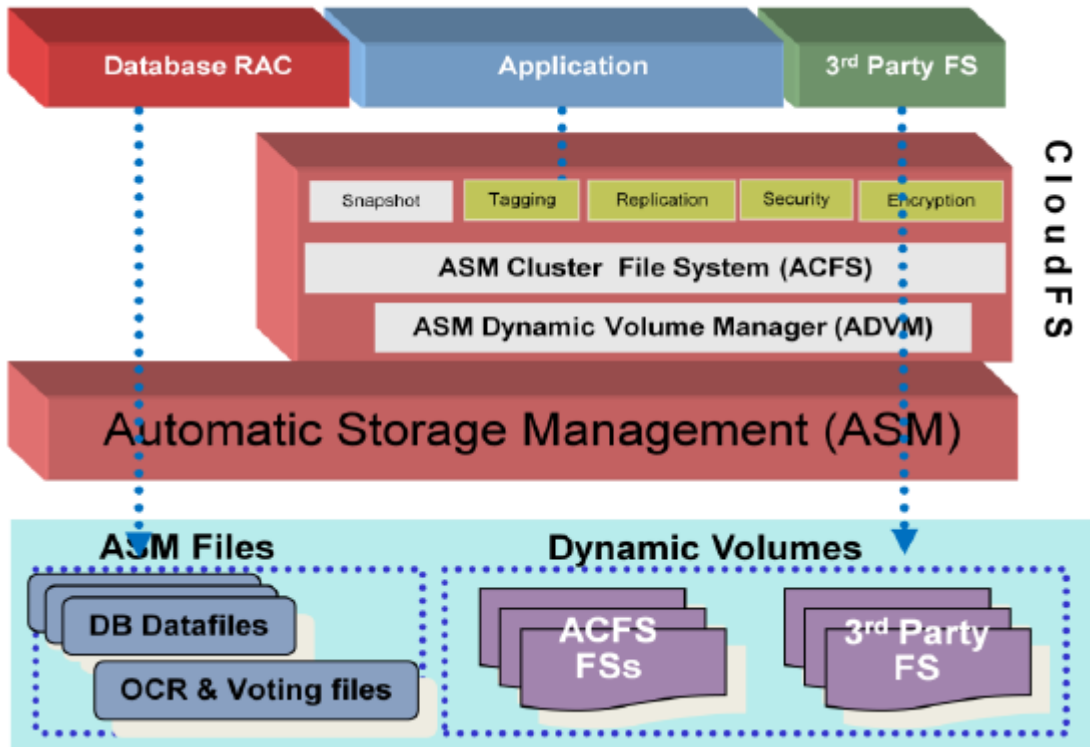 Database RAC
Application
3rd Party FS
CloudFS
Snapshot
Tagging
Replication
Security
Encryption
ASM Cluster File System (ACFS)
ASM Dynamic Volume Manager (ADVM)
Automatic Storage Management (ASM)
ASM Files
Dynamic Volumes
DB Datafiles
OCR & Voting files
ACFS
FSs
3rd Party
FS